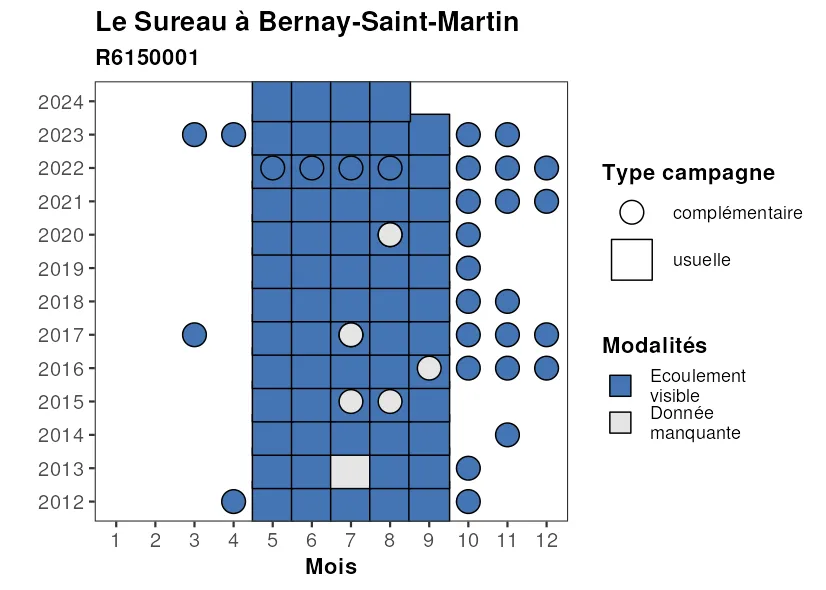 Le Sureau à Bernay-Saint-Martin
R6150001
2024
2023
2022
2021
2020
2019
2018
2017
2016
2015
2014
2013
2012
1 2 3 4 5 6 7 8 9 10 11 12
Mois
Type campagne
complémentaire
usuelle
Modalités
Ecoulement
visible
Donnée
manquante